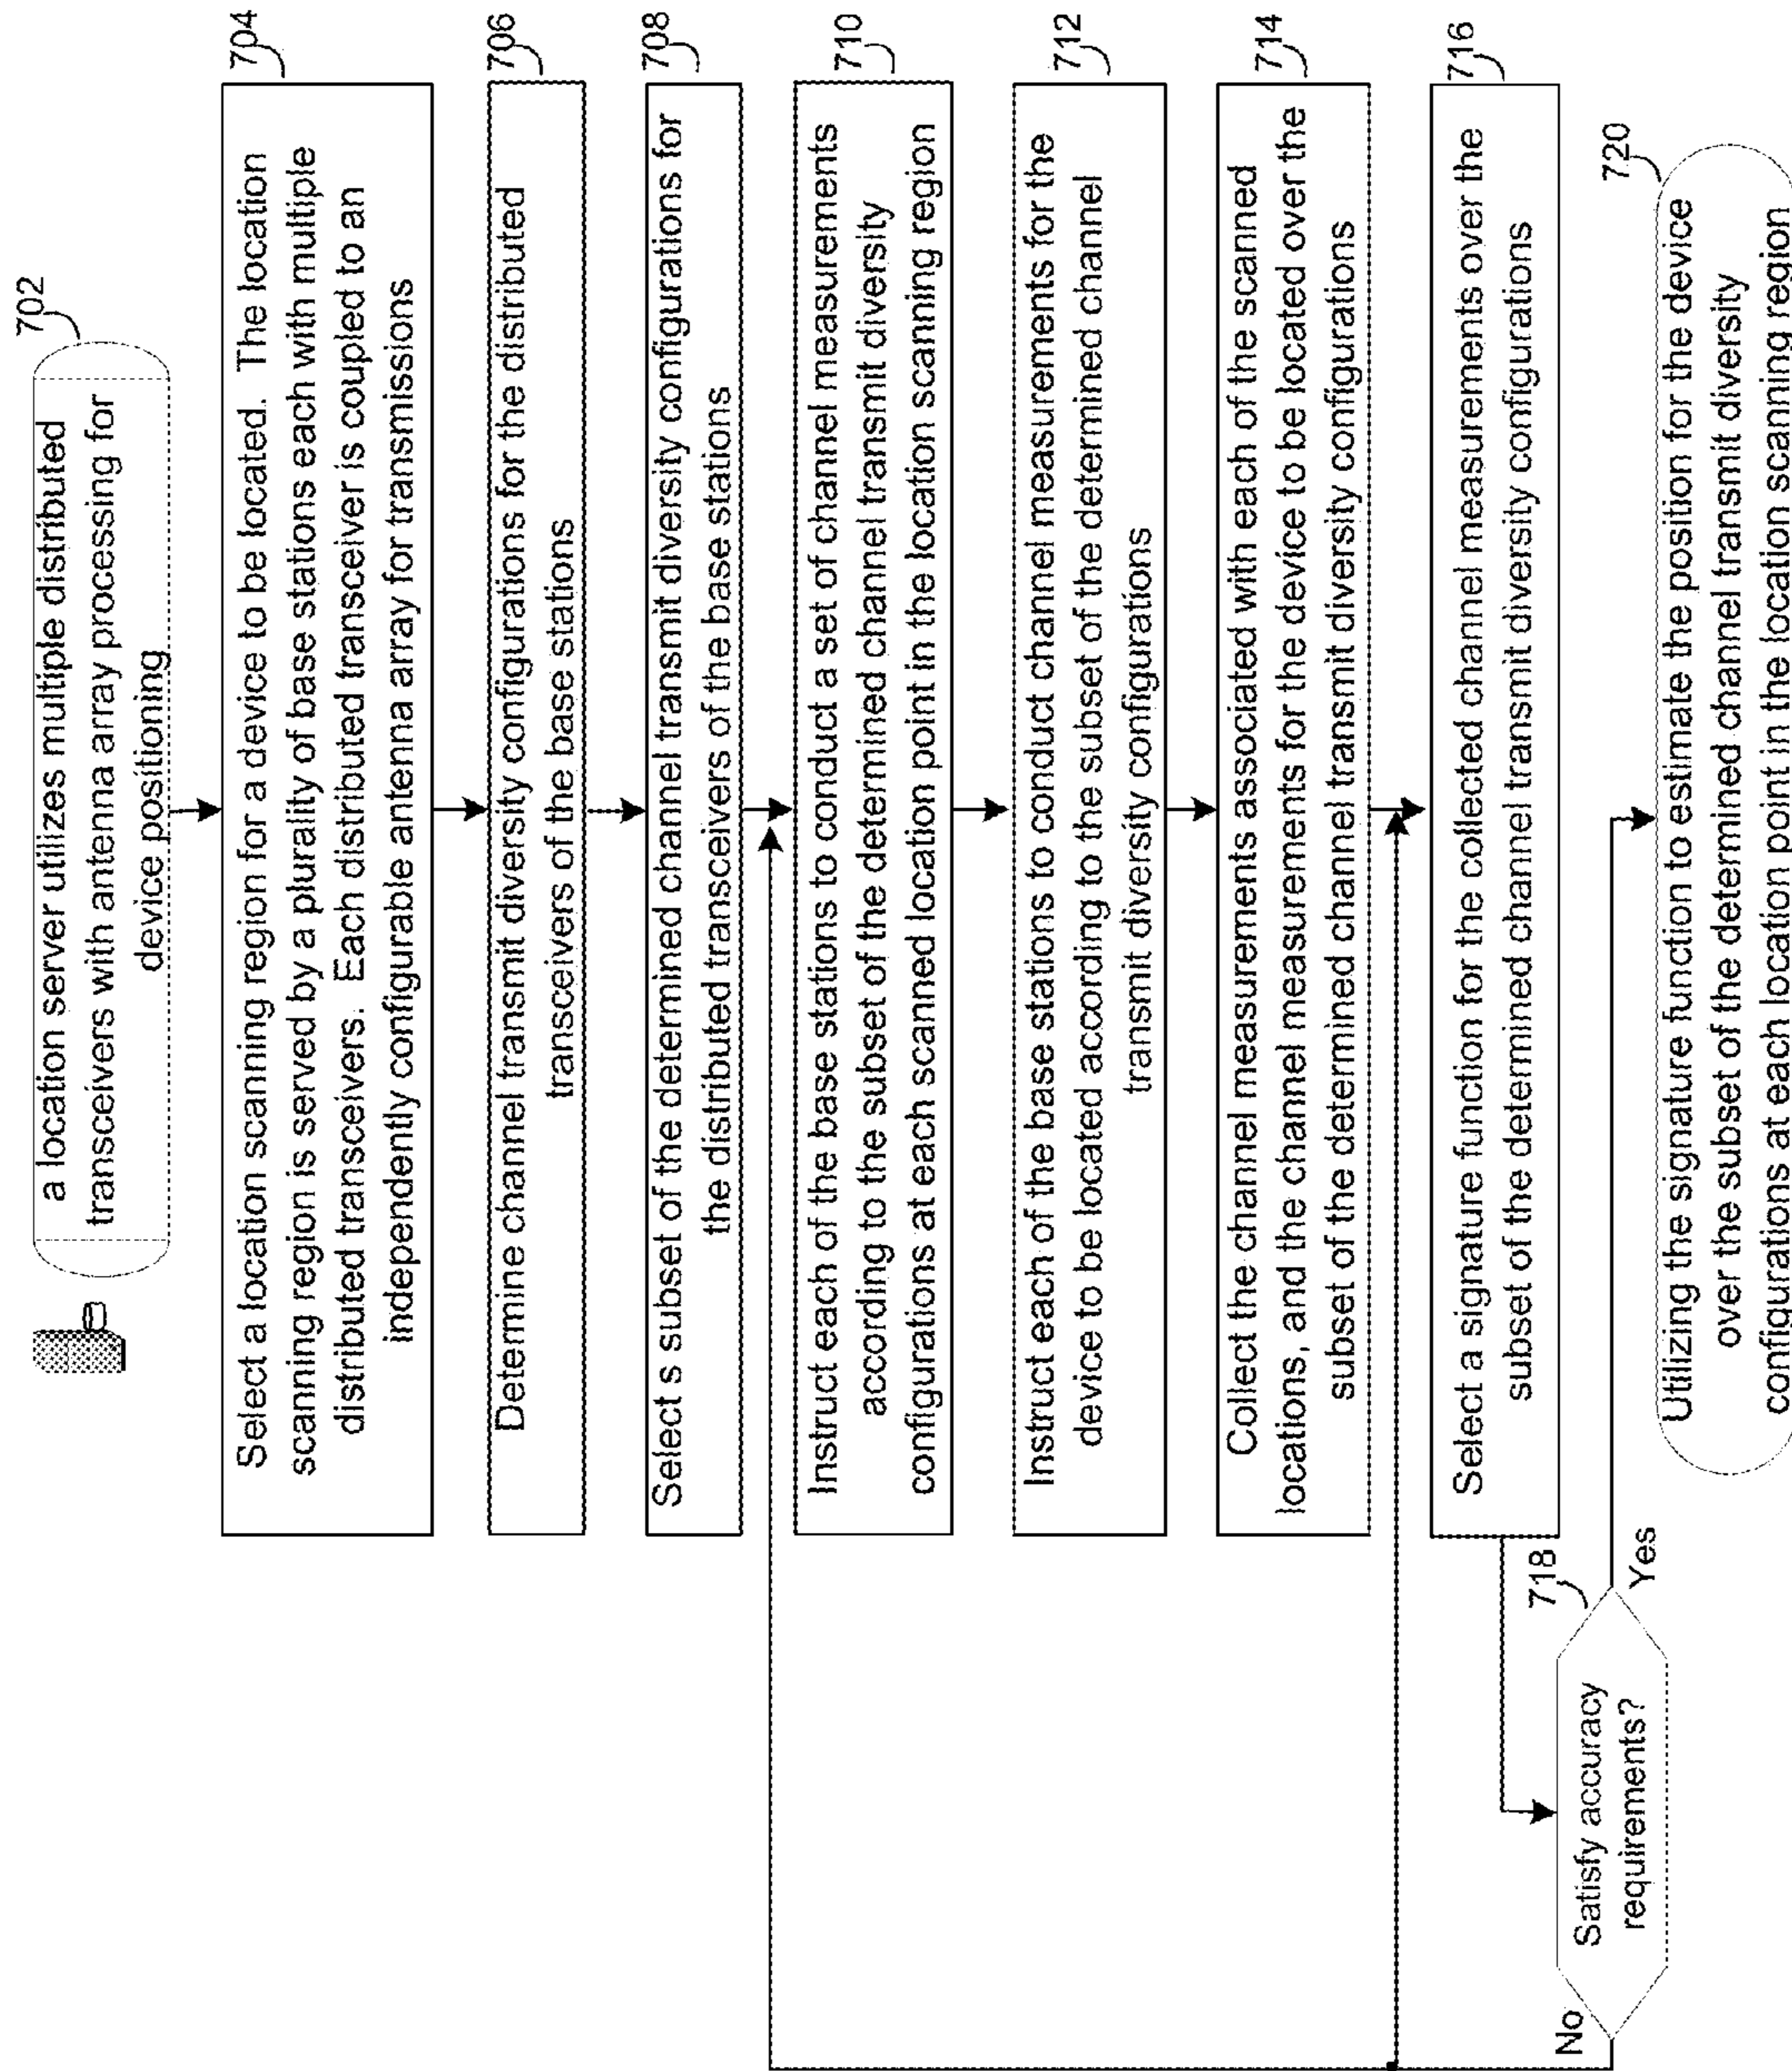 702
a location server utilizes multiple distributed
transceivers with antenna array processing for
device positioning
704
Select a location scanning region for a device to be located.  The location
scanning region is served by a plurality of base stations each with multiple
distributed transceivers.  Each distributed transceiver is coupled to an
independently configurable antenna array for transmissions
706
Determine channel transmit diversity configurations for the distributed
transceivers of the base stations
708
Select s subset of the determined channel transmit diversity configurations for
the distributed transceivers of the base stations
710
Instruct each of the base stations to conduct a set of channel measurements
according to the subset of the determined channel transmit diversity
configurations at each scanned location point in the location scanning region
712
Instruct each of the base stations to conduct channel measurements for the
device to be located according to the subset of the determined channel
transmit diversity configurations
714
Collect the channel measurements associated with each of the scanned
locations, and the channel measurements for the device to be located over the
subset of the determined channel transmit diversity configurations
716
Select a signature function for the collected channel measurements over the
subset of the determined channel transmit diversity configurations
718
Satisfy accuracy
requirements?
No
Yes
720
Utilizing the signature function to estimate the position for the device
over the subset of the determined channel transmit diversity
configurations at each location point in the location scanning region